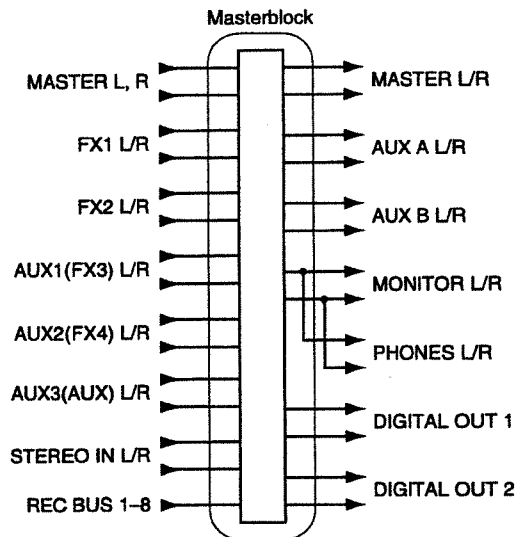 Masterblock
MASTER L, R
FX1 L/R
FX2 L/R
AUX1(FX3) L/R
AUX2(FX4) L/R
AUX3(AUX) L/R
STEREO IN L/R
REC BUS 1–8
MASTER L/R
AUX A L/R
AUX B L/R
MONITOR L/R
PHONES L/R
DIGITAL OUT 1
DIGITAL OUT 2